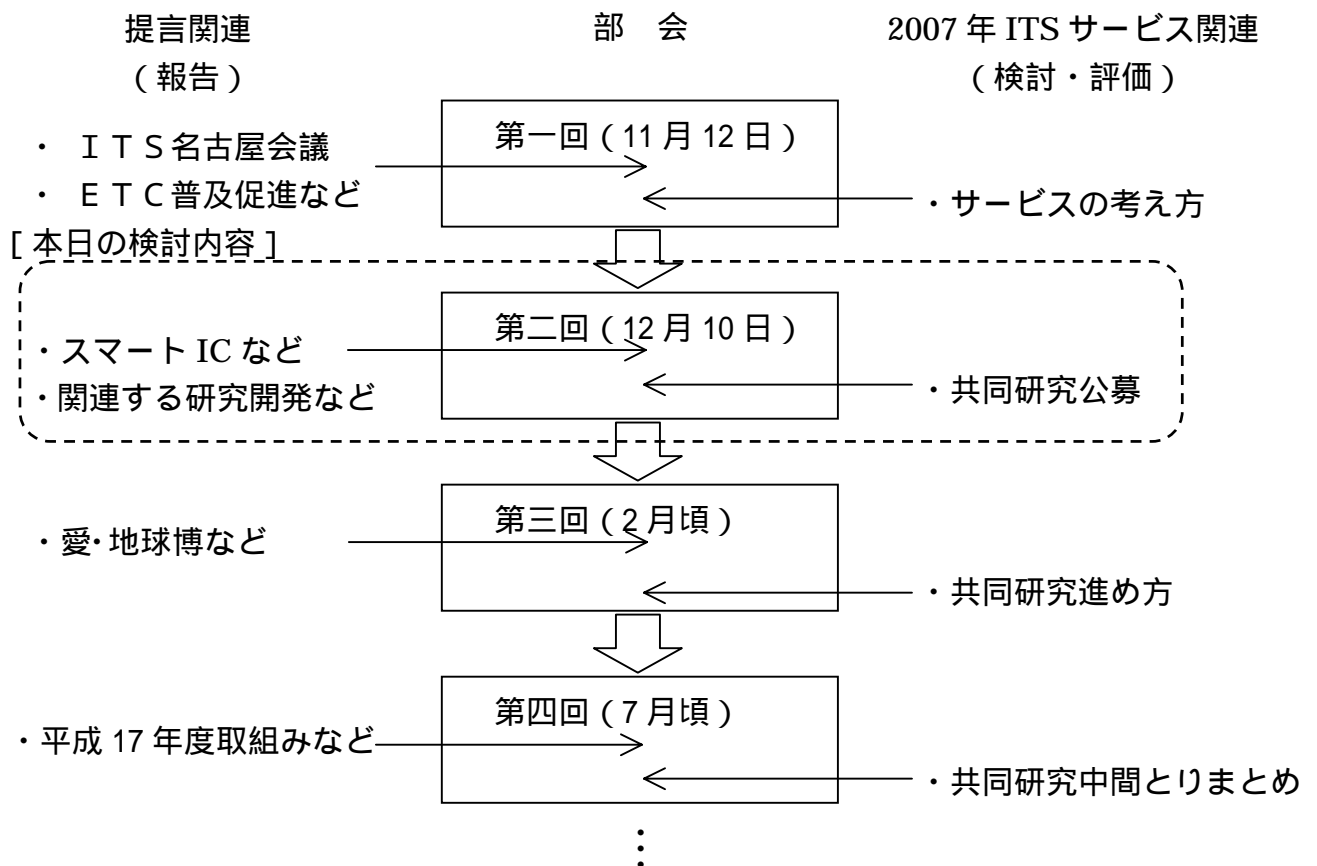 提言関連
（報告）
部　会
2007 年 ITS サービス関連
（検討・評価）
・　ＩＴＳ名古屋会議
・　ＥＴＣ普及促進など
第一回（11 月 12 日）
・サービスの考え方
[ 本日の検討内容 ]
・スマート IC など
・関連する研究開発など
第二回（12 月 10 日）
・共同研究公募
・愛・地球博など
第三回（2 月頃）
・共同研究進め方
・平成 17 年度取組みなど
第四回（7 月頃）
・共同研究中間とりまとめ
⋮